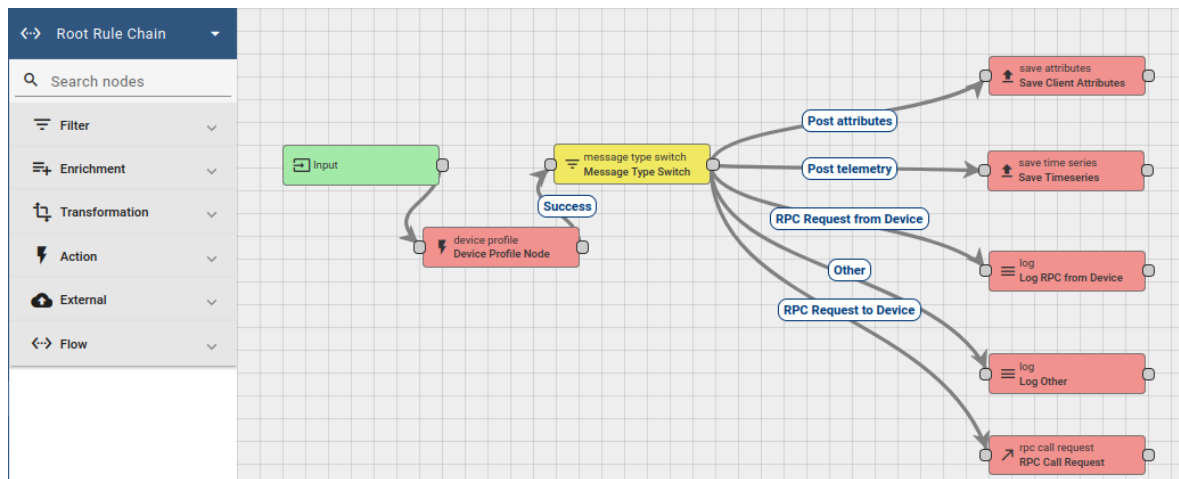 Root Rule Chain
Search nodes
Filter
Enrichment
Transformation
Action
External
Flow
Input
device profile
Device Profile Node
Success
message type switch
Message Type Switch
Post attributes
Post telemetry
RPC Request from Device
Other
RPC Request to Device
save attributes
Save Client Attributes
save time series
Save Timeseries
log
Log RPC from Device
log
Log Other
rpc call request
RPC Call Request